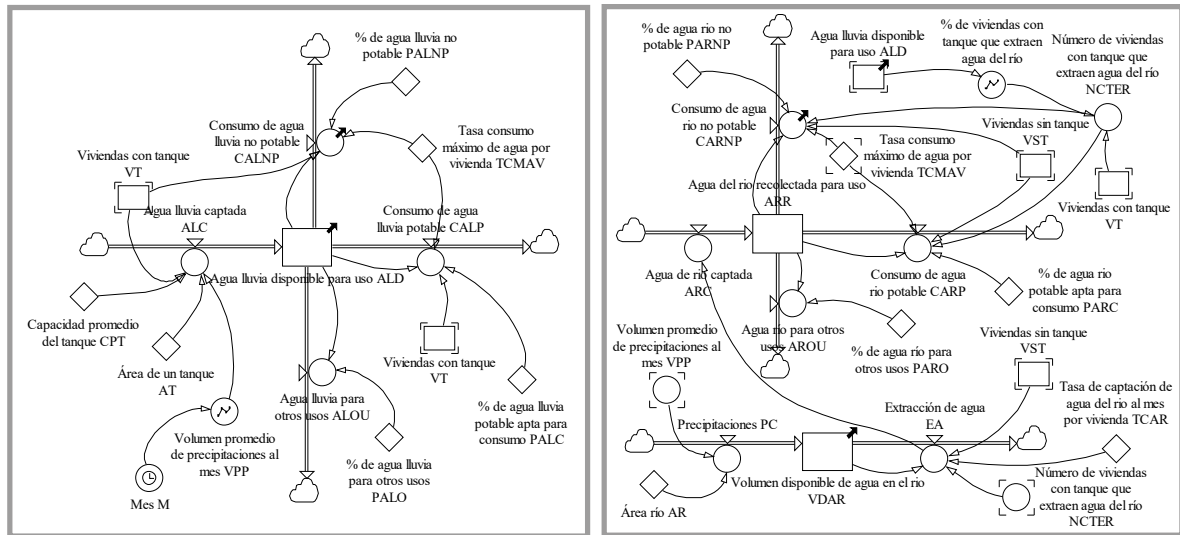 % de agua lluvia no
potable PALNP
Consumo de agua
lluvia no potable
CALNP
Tasa consumo
máximo de agua por
vivienda TCMAV
Viviendas con tanque
VT
Agua lluvia captada
ALC
Consumo de agua
lluvia potable CALP
Agua lluvia disponible para uso ALD
Capacidad promedio
del tanque CPT
Área de un tanque
AT
Viviendas con tanque
VT
Agua lluvia para
otros usos ALOU
% de agua lluvia
potable apta para
consumo PALC
Volumen promedio
de precipitaciones al
mes VPP
% de agua lluvia
para otros usos
PALO
Mes M
% de agua rio no
potable PARNP
Agua lluvia disponible
para uso ALD
% de viviendas con
tanque que extraen
agua del río
Número de viviendas
con tanque que
extraen agua del río
NCTER
Consumo de agua
rio no potable
CARNP
Tasa consumo
máximo de agua por
vivienda TCMAV
Viviendas sin tanque
VST
Agua del rio recolectada para uso
ARR
Viviendas con tanque
VT
Agua de rio captada
ARC
Consumo de agua
rio potable CARP
% de agua rio
potable apta para
consumo PARC
Volumen promedio
de precipitaciones al
mes VPP
Agua río para otros
usos AROU
% de agua río para
otros usos PARO
Viviendas sin tanque
VST
Tasa de captación de
agua del rio al mes
por vivienda TCAR
Precipitaciones PC
Extracción de agua
EA
Volumen disponible de agua en el rio
VDAR
Área río AR
Número de viviendas
con tanque que
extraen agua del río
NCTER